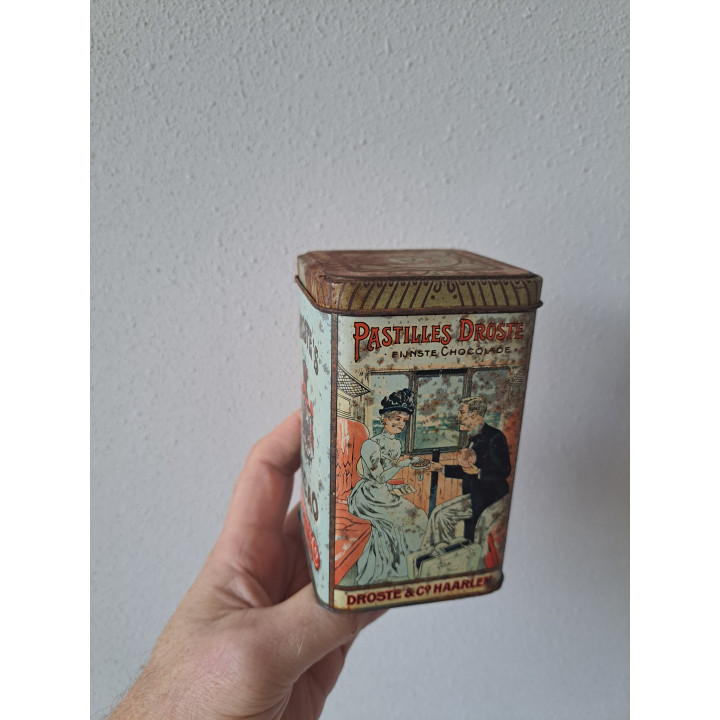 PASTILLES DROSTE
FIJNSTE CHOCOLADE
DROSTE & Co HAARLEM